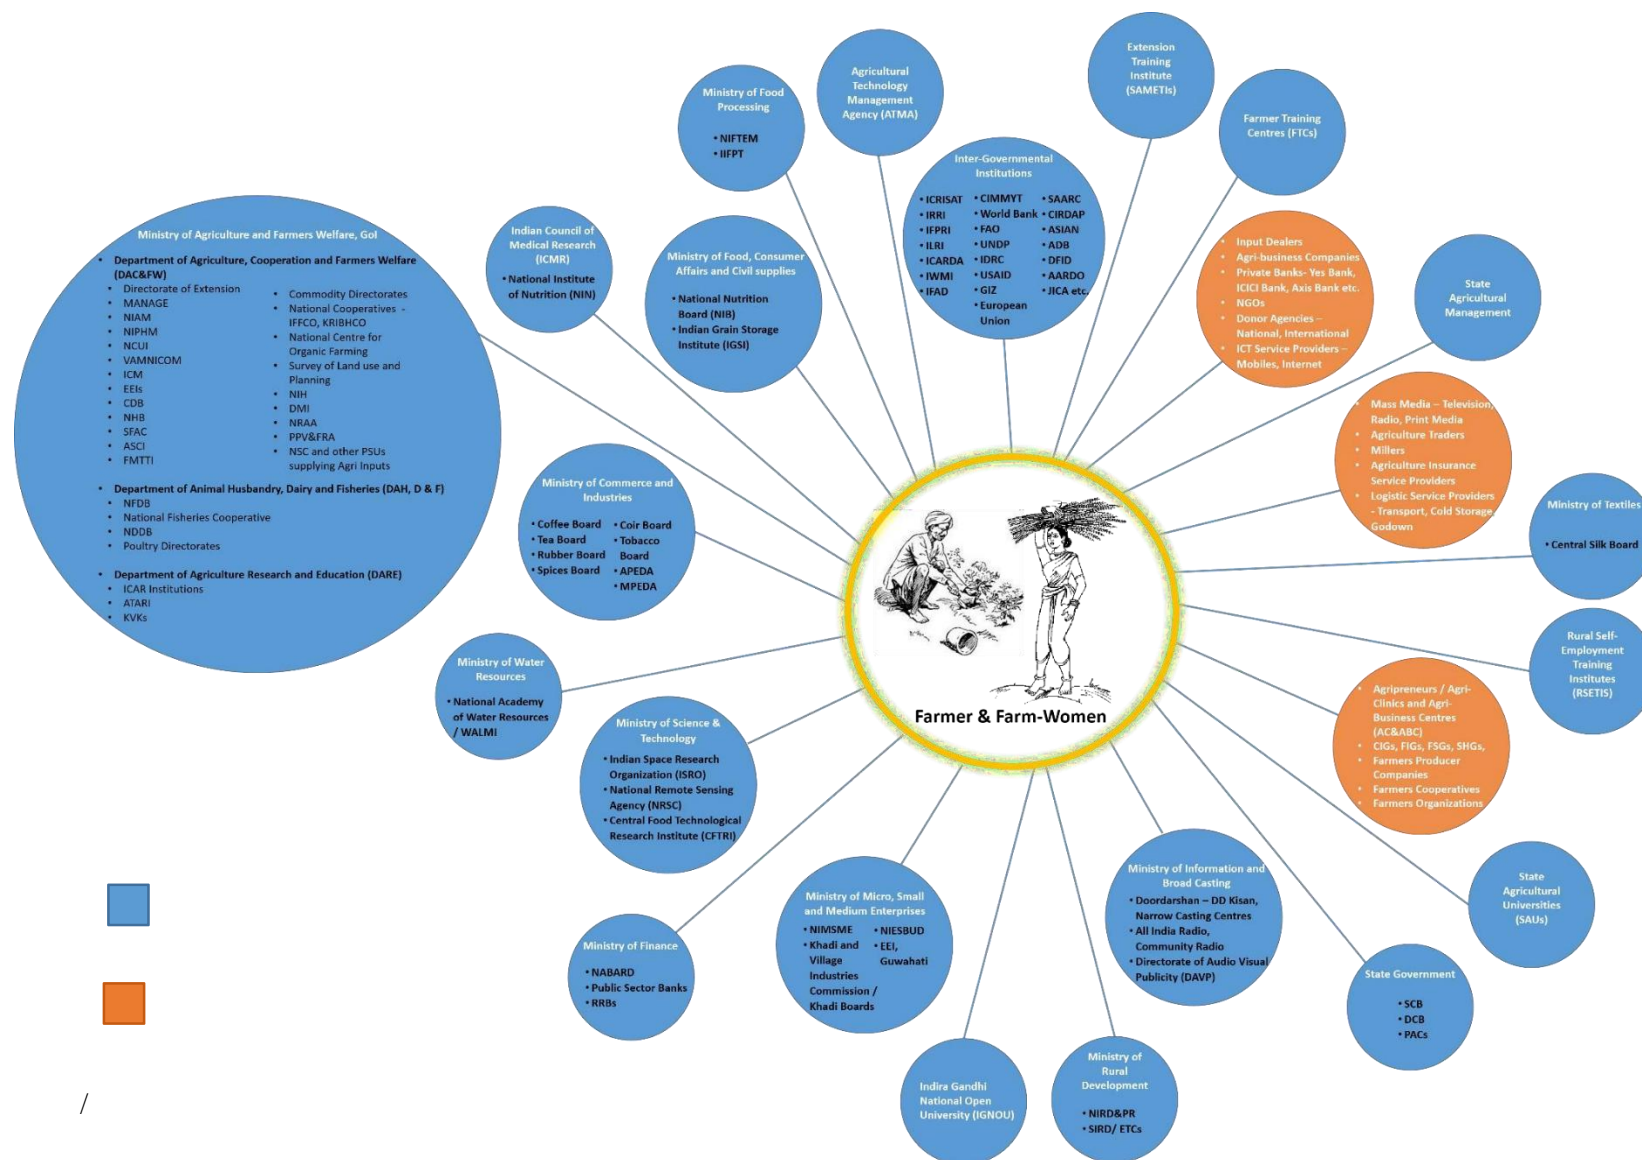 Ministry of Agriculture and Farmers Welfare, GoI
• Department of Agriculture, Cooperation and Farmers Welfare
(DAC&FW)
• Directorate of Extension
• MANAGE
• NIAM
• NIPHM
• NCUI
• VAMNICOM
• ICM
• EEIs
• CDB
• NHB
• SFAC
• ASCI
• FMTTI
• Commodity Directorates
• National Cooperatives -
IFFCO, KRIBHCO
• National Centre for
Organic Farming
• Survey of Land use and
Planning
• NIH
• DMI
• NRAA
• PPV&FRA
• NSC and other PSUs
supplying Agri Inputs
• Department of Animal Husbandry, Dairy and Fisheries (DAH, D & F)
• NFDB
• National Fisheries Cooperative
• NDDB
• Poultry Directorates
• Department of Agriculture Research and Education (DARE)
• ICAR Institutions
• ATARI
• KVKs
Indian Council of
Medical Research
(ICMR)
• National Institute
of Nutrition (NIN)
Ministry of Food
Processing
• NIFTEM
• IIFPT
Agricultural
Technology
Management
Agency (ATMA)
Ministry of Food, Consumer
Affairs and Civil supplies
• National Nutrition
Board (NIB)
• Indian Grain Storage
Institute (IGSI)
Inter-Governmental
Institutions
• ICRISAT
• IRRI
• IFPRI
• ILRI
• ICARDA
• IWMI
• IFAD
• CIMMYT
• World Bank
• FAO
• UNDP
• IDRC
• USAID
• GIZ
• European
Union
• SAARC
• CIRDAP
• ASIAN
• ADB
• DFID
• AARDO
• JICA etc.
Extension
Training
Institute
(SAMETIs)
Farmer Training
Centres (FTCs)
• Input Dealers
• Agri-business Companies
• Private Banks- Yes Bank,
ICICI Bank, Axis Bank etc.
• NGOs
• Donor Agencies –
National, International
• ICT Service Providers –
Mobiles, Internet
State
Agricultural
Management
• Mass Media – Television,
Radio, Print Media
• Agriculture Traders
• Millers
• Agriculture Insurance
Service Providers
• Logistic Service Providers
- Transport, Cold Storage,
Godown
Ministry of Textiles
• Central Silk Board
Rural Self-
Employment
Training
Institutes
(RSETIS)
• Agripreneurs / Agri-
Clinics and Agri-
Business Centres
(AC&ABC)
• CIGs, FIGs, FSGs, SHGs,
• Farmers Producer
Companies
• Farmers Cooperatives
• Farmers Organizations
State
Agricultural
Universities
(SAUs)
State Government
• SCB
• DCB
• PACs
Ministry of Information and
Broad Casting
• Doordarshan – DD Kisan,
Narrow Casting Centres
• All India Radio,
Community Radio
• Directorate of Audio Visual
Publicity (DAVP)
Ministry of
Rural
Development
• NIRD&PR
• SIRD/ ETCs
Indira Gandhi
National Open
University (IGNOU)
Ministry of Micro, Small
and Medium Enterprises
• NIMSME
• Khadi and
Village
Industries
Commission /
Khadi Boards
• NIESBUD
• EEI,
Guwahati
Ministry of Finance
• NABARD
• Public Sector Banks
• RRBs
Ministry of Science &
Technology
• Indian Space Research
Organization (ISRO)
• National Remote Sensing
Agency (NRSC)
• Central Food Technological
Research Institute (CFTRI)
Ministry of Water
Resources
• National Academy
of Water Resources
/ WALMI
Ministry of Commerce and
Industries
• Coffee Board
• Tea Board
• Rubber Board
• Spices Board
• Coir Board
• Tobacco
Board
• APEDA
• MPEDA
Farmer & Farm-Women
/